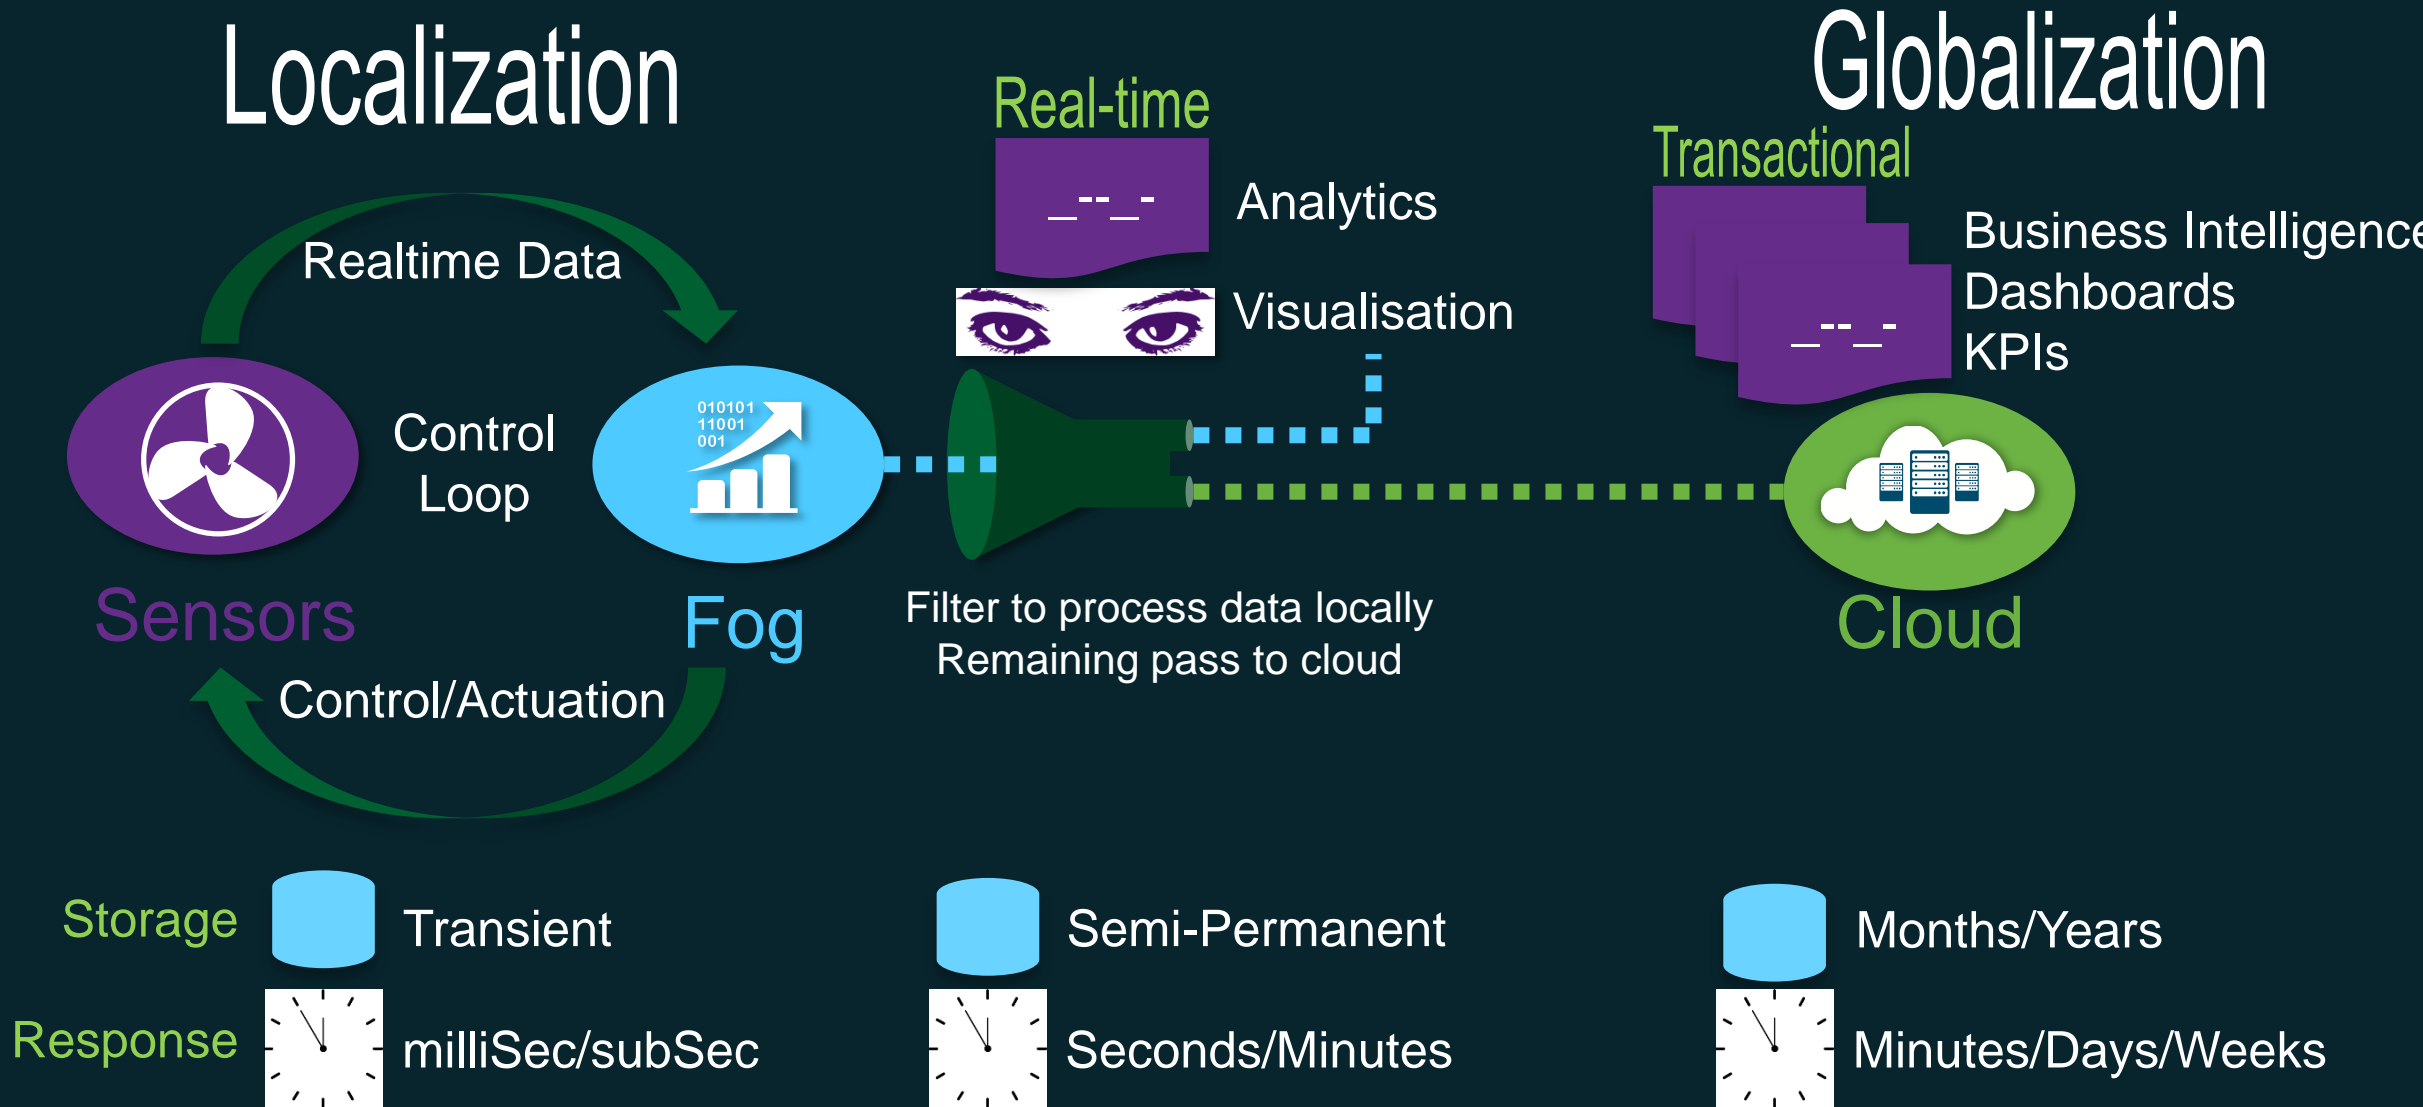 Localization
Globalization
Real-time
Transactional
Analytics
Business Intelligence
Realtime Data
Dashboards
Visualisation
KPIs
010101
11001
001
Control
Loop
Sensors
Fog
Filter to process data locally
Remaining pass to cloud
Cloud
Control/Actuation
Storage
Transient
Semi-Permanent
Months/Years
Response
milliSec/subSec
Seconds/Minutes
Minutes/Days/Weeks